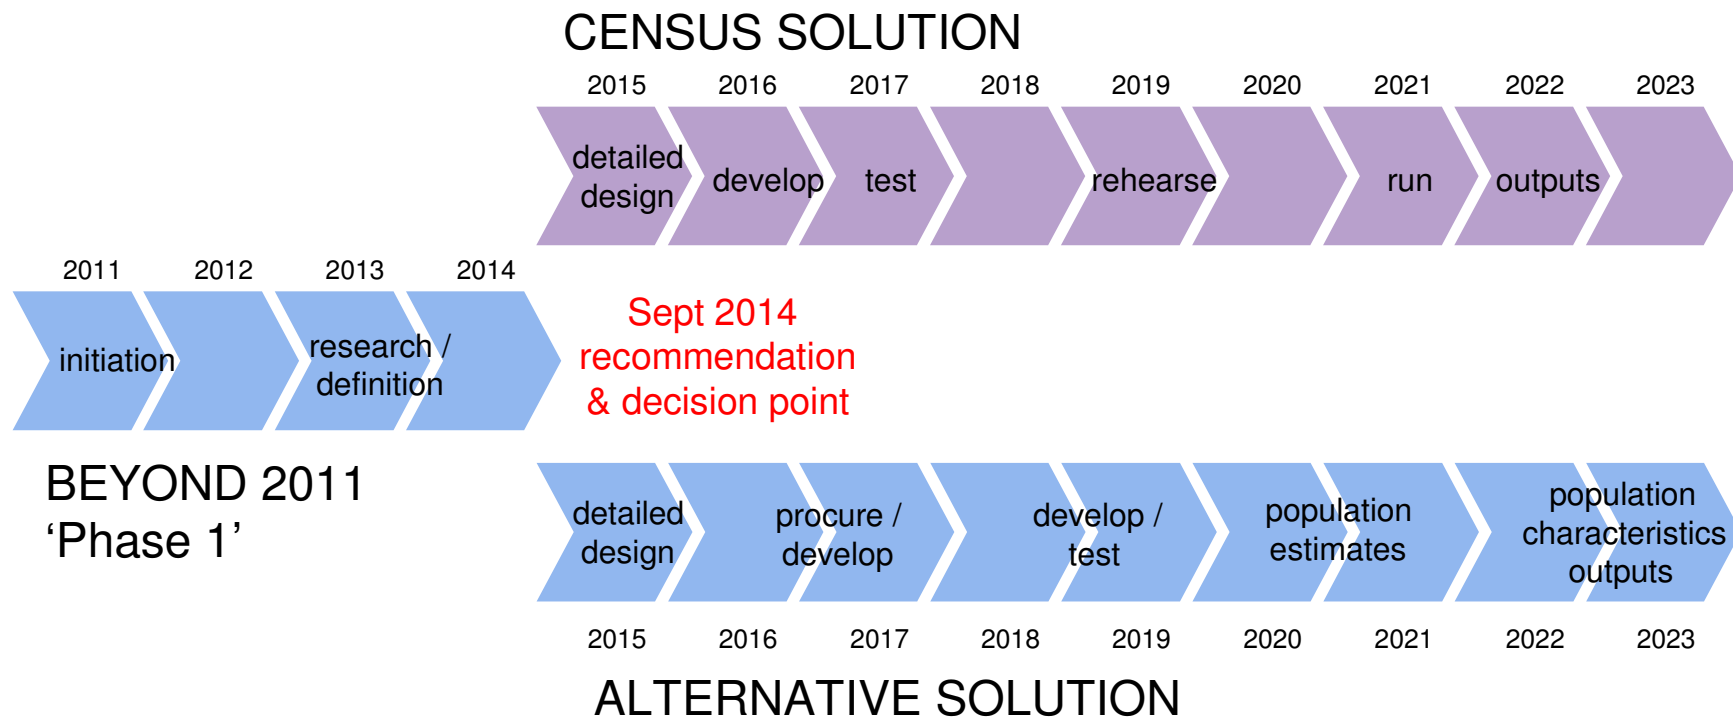 CENSUS SOLUTION
2015 2016 2017 2018 2019 2020 2021 2022 2023
detailed
design
develop
test
rehearse
run
outputs
2011 2012 2013 2014
initiation
research /
definition
Sept 2014
recommendation
& decision point
BEYOND 2011
‘Phase 1’
detailed
design
procure /
develop
develop /
test
population
estimates
population
characteristics
outputs
2015 2016 2017 2018 2019 2020 2021 2022 2023
ALTERNATIVE SOLUTION